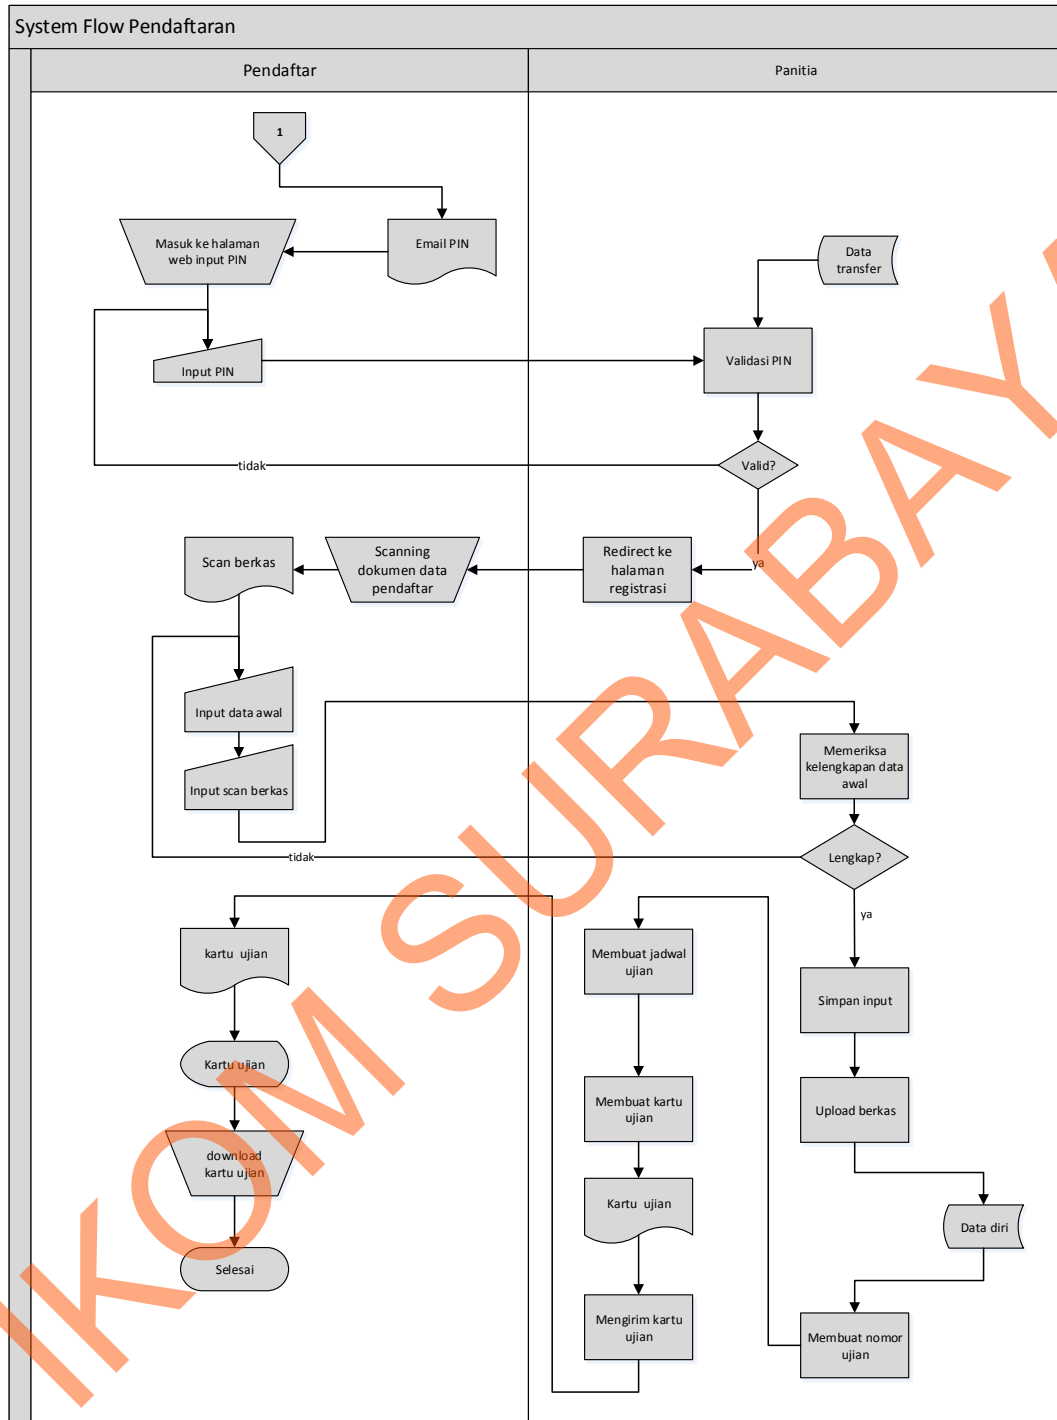 System Flow Pendaftaran
Pendaftar
Panitia
1
Email PIN
Masuk ke halaman
web input PIN
Data
transfer
Input PIN
Validasi PIN
Valid?
tidak
ya
Redirect ke
halaman
registrasi
Scanning
dokumen data
pendaftar
Scan berkas
Input data awal
Input scan berkas
Memeriksa
kelengkapan data
awal
Lengkap?
tidak
ya
Simpan input
Upload berkas
Data diri
Membuat nomor
ujian
Membuat jadwal
ujian
Membuat kartu
ujian
Kartu ujian
Mengirim kartu
ujian
kartu ujian
Kartu ujian
download
kartu ujian
Selesai
IKOM SURABAYA